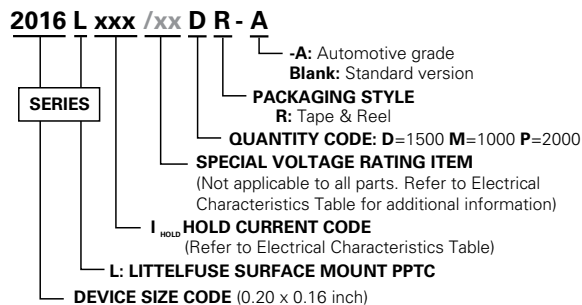 2016 L xxx /xx D R - A
-A: Automotive grade
Blank: Standard version
SERIES
PACKAGING STYLE
R: Tape & Reel
QUANTITY CODE: D=1500 M=1000 P=2000
SPECIAL VOLTAGE RATING ITEM
(Not applicable to all parts. Refer to Electrical
Characteristics Table for additional information)
I HOLD HOLD CURRENT CODE
(Refer to Electrical Characteristics Table)
L: LITTELFUSE SURFACE MOUNT PPTC
DEVICE SIZE CODE (0.20 x 0.16 inch)